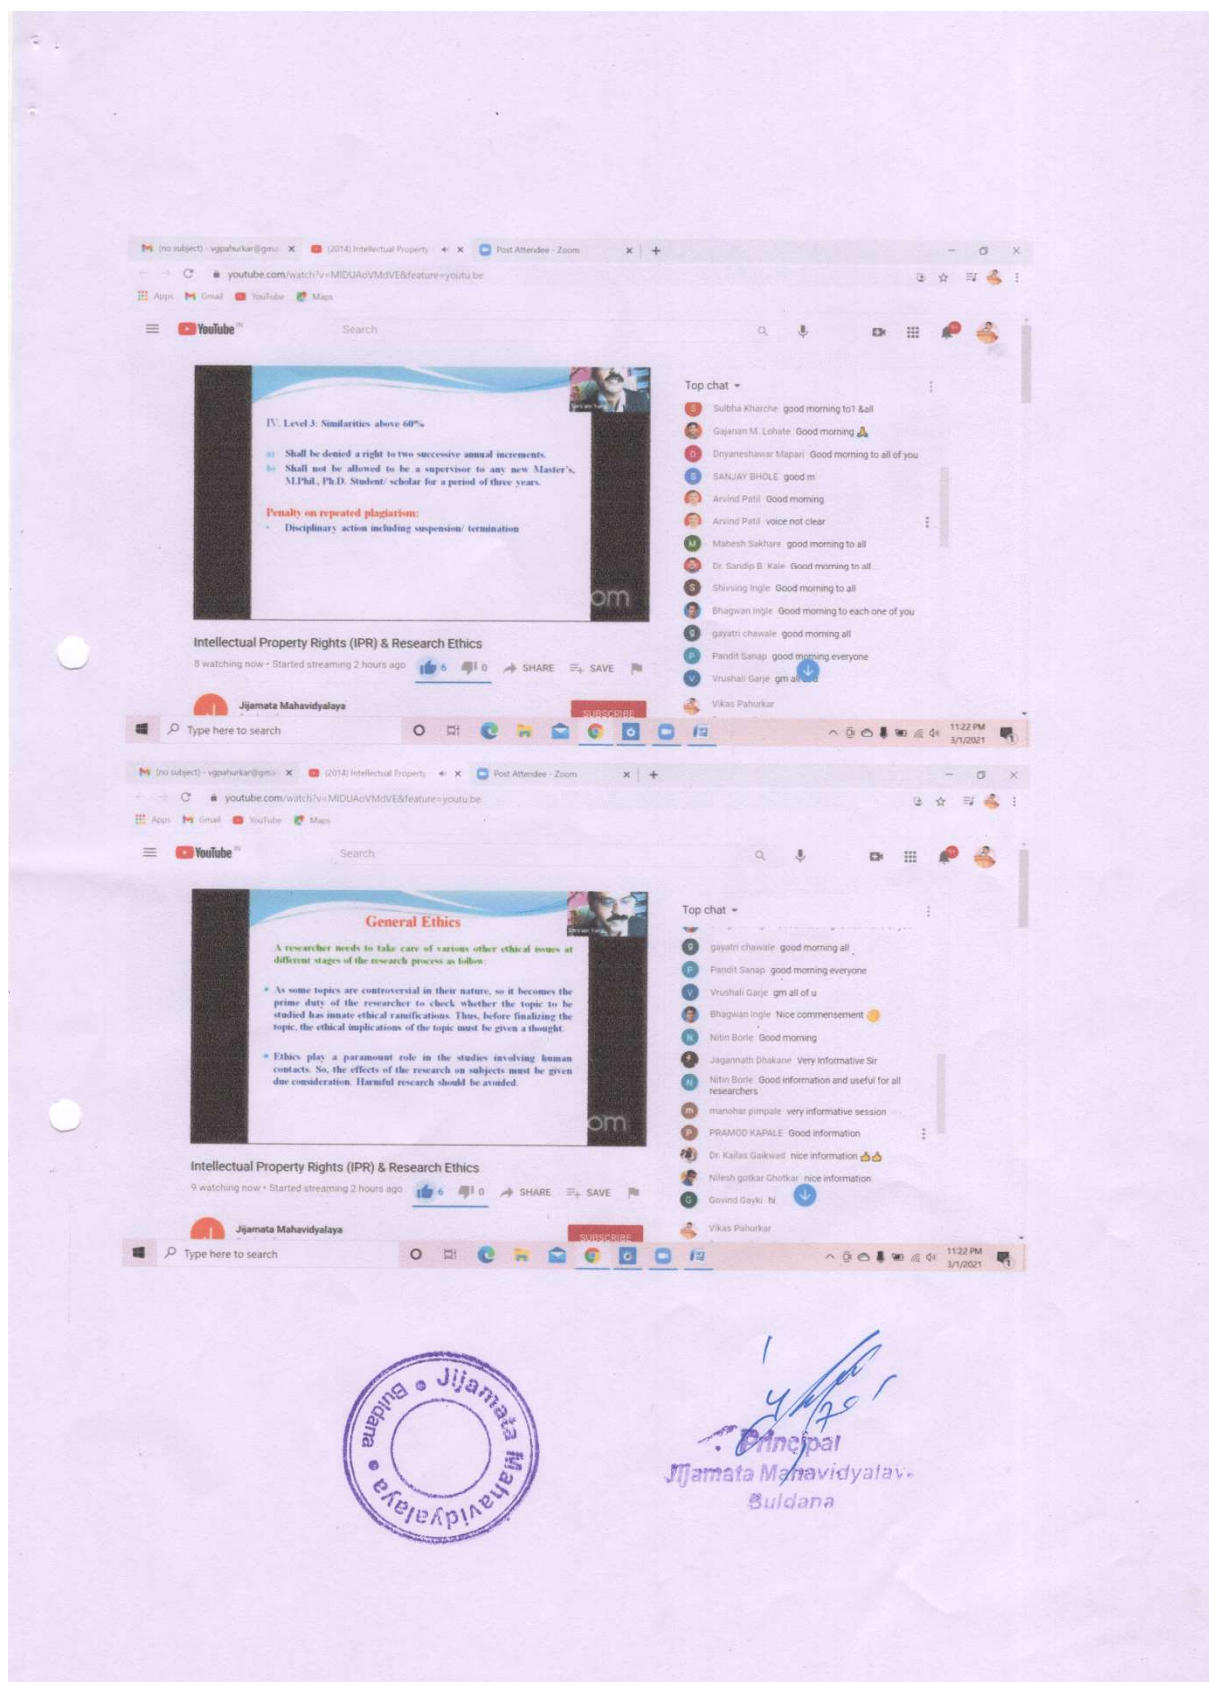 (no subject) - vgpahurkar@gma
(2014) Intellectual Property
Post Attendee - Zoom
youtube.com/watch?v=MIDUAoVMdVE&feature=youtu.be
Apps Gmail YouTube Maps
YouTube IN
Search
IV. Level 3: Similarities above 60%
a) Shall be denied a right to two successive annual increments.
b) Shall not be allowed to be a supervisor to any new Master's,
M.Phil., Ph.D. Student/ scholar for a period of three years.
Penalty on repeated plagiarism:
Disciplinary action including suspension/ termination
om
Intellectual Property Rights (IPR) & Research Ethics
8 watching now • Started streaming 2 hours ago
6 0 SHARE SAVE
Jijamata Mahavidyalaya
SUBSCRIBE
Top chat
Sulbha Kharche good morning to1 &all
Gajanan M. Lohate Good morning 🙏
Dnyaneshawar Mapari Good morning to all of you
SANJAY BHOLE good m
Arvind Patil Good morning
Arvind Patil voice not clear
Mahesh Sakhare good morning to all
Dr. Sandip B. Kale Good morning to all...
Shivsing Ingle Good morning to all
Bhagwan Ingle Good morning to each one of you
gayatri chawale good morning all
Pandit Sanap good morning everyone
Vrushali Garje gm all
Vikas Pahurkar
Type here to search
11:22 PM
3/1/2021
(no subject) - vgpahurkar@gma
(2014) Intellectual Property
Post Attendee - Zoom
youtube.com/watch?v=MIDUAoVMdVE&feature=youtu.be
Apps Gmail YouTube Maps
YouTube IN
Search
General Ethics
A researcher needs to take care of various other ethical issues at
different stages of the research process as follow:
As some topics are controversial in their nature, so it becomes the
prime duty of the researcher to check whether the topic to be
studied has innate ethical ramifications. Thus, before finalizing the
topic, the ethical implications of the topic must be given a thought.
Ethics play a paramount role in the studies involving human
contacts. So, the effects of the research on subjects must be given
due consideration. Harmful research should be avoided.
om
Intellectual Property Rights (IPR) & Research Ethics
9 watching now • Started streaming 2 hours ago
6 0 SHARE SAVE
Jijamata Mahavidyalaya
SUBSCRIBE
Top chat
gayatri chawale good morning all
Pandit Sanap good morning everyone
Vrushali Garje gm all of u
Bhagwan Ingle Nice commensement 👏
Nitin Borle Good morning
Jagannath Dhakane Very Informative Sir
Nitin Borle Good information and useful for all
researchers
manohar pimpale very informative session
PRAMOD KAPALE Good information
Dr. Kailas Gaikwad nice information 👍👍
Nilesh gotkar Ghotkar nice information
Govind Gayki hi
Vikas Pahurkar
Type here to search
11:22 PM
3/1/2021
Jijamata Mahavidyalaya • Buldana •
Principal
Jijamata Mahavidyalay
Buldana